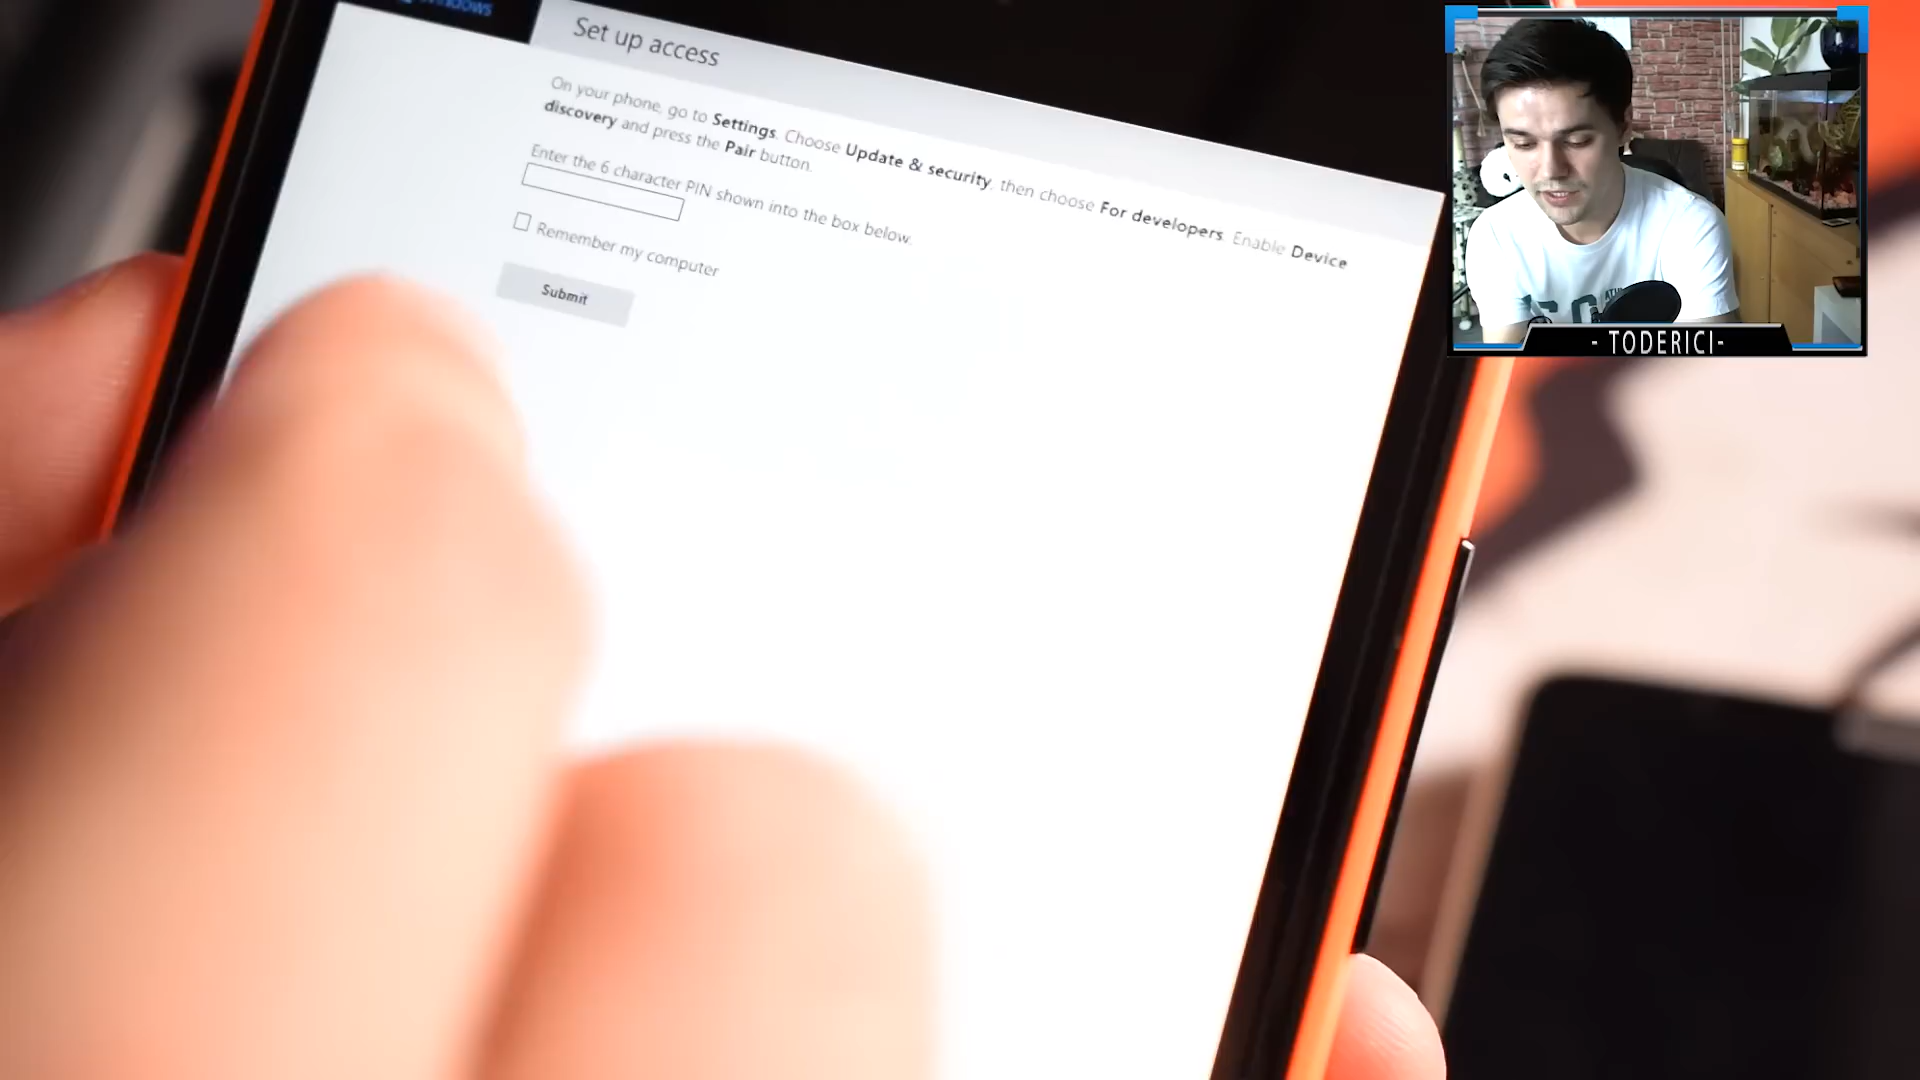 Set up access
On your phone, go to Settings. Choose Update & security, then choose For developers. Enable Device
discovery and press the Pair button.
Enter the 6 character PIN shown into the box below.
Remember my computer
Submit
- TODERICI-